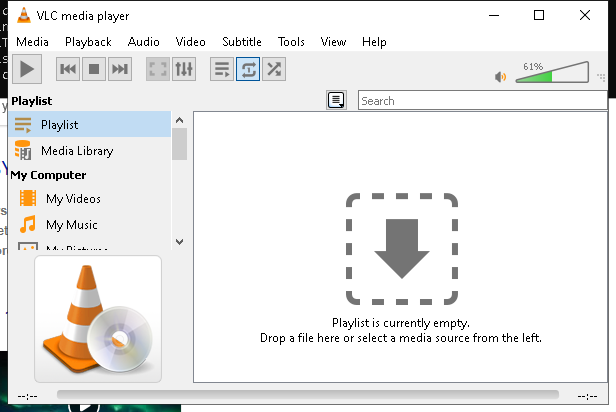 VLC media player
Media Playback Audio Video Subtitle Tools View Help
61%
Playlist
Search
Playlist
Media Library
My Computer
My Videos
My Music
My Pictures
Playlist is currently empty.
Drop a file here or select a media source from the left.
--:--
--:--